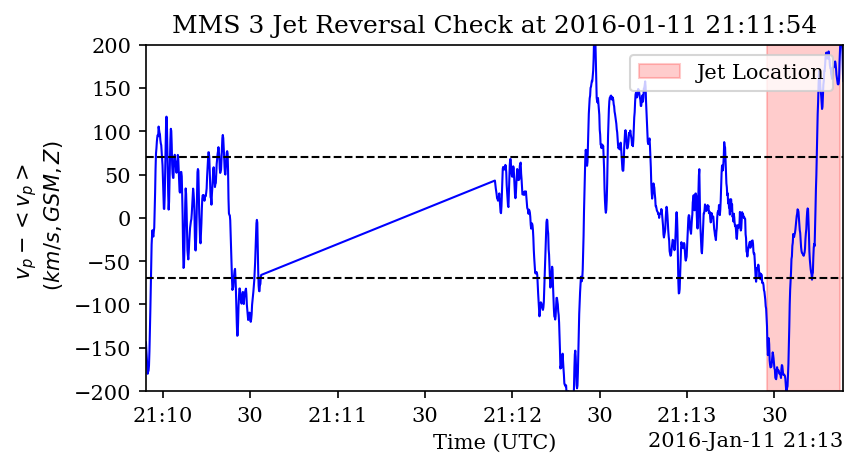 MMS 3 Jet Reversal Check at 2016-01-11 21:11:54
v_p - < v_p >
(km/s, GSM, Z)
200
150
100
50
0
−50
−100
−150
−200
Jet Location
21:10 30 21:11 30 21:12 30 21:13 30
Time (UTC) 2016-Jan-11 21:13